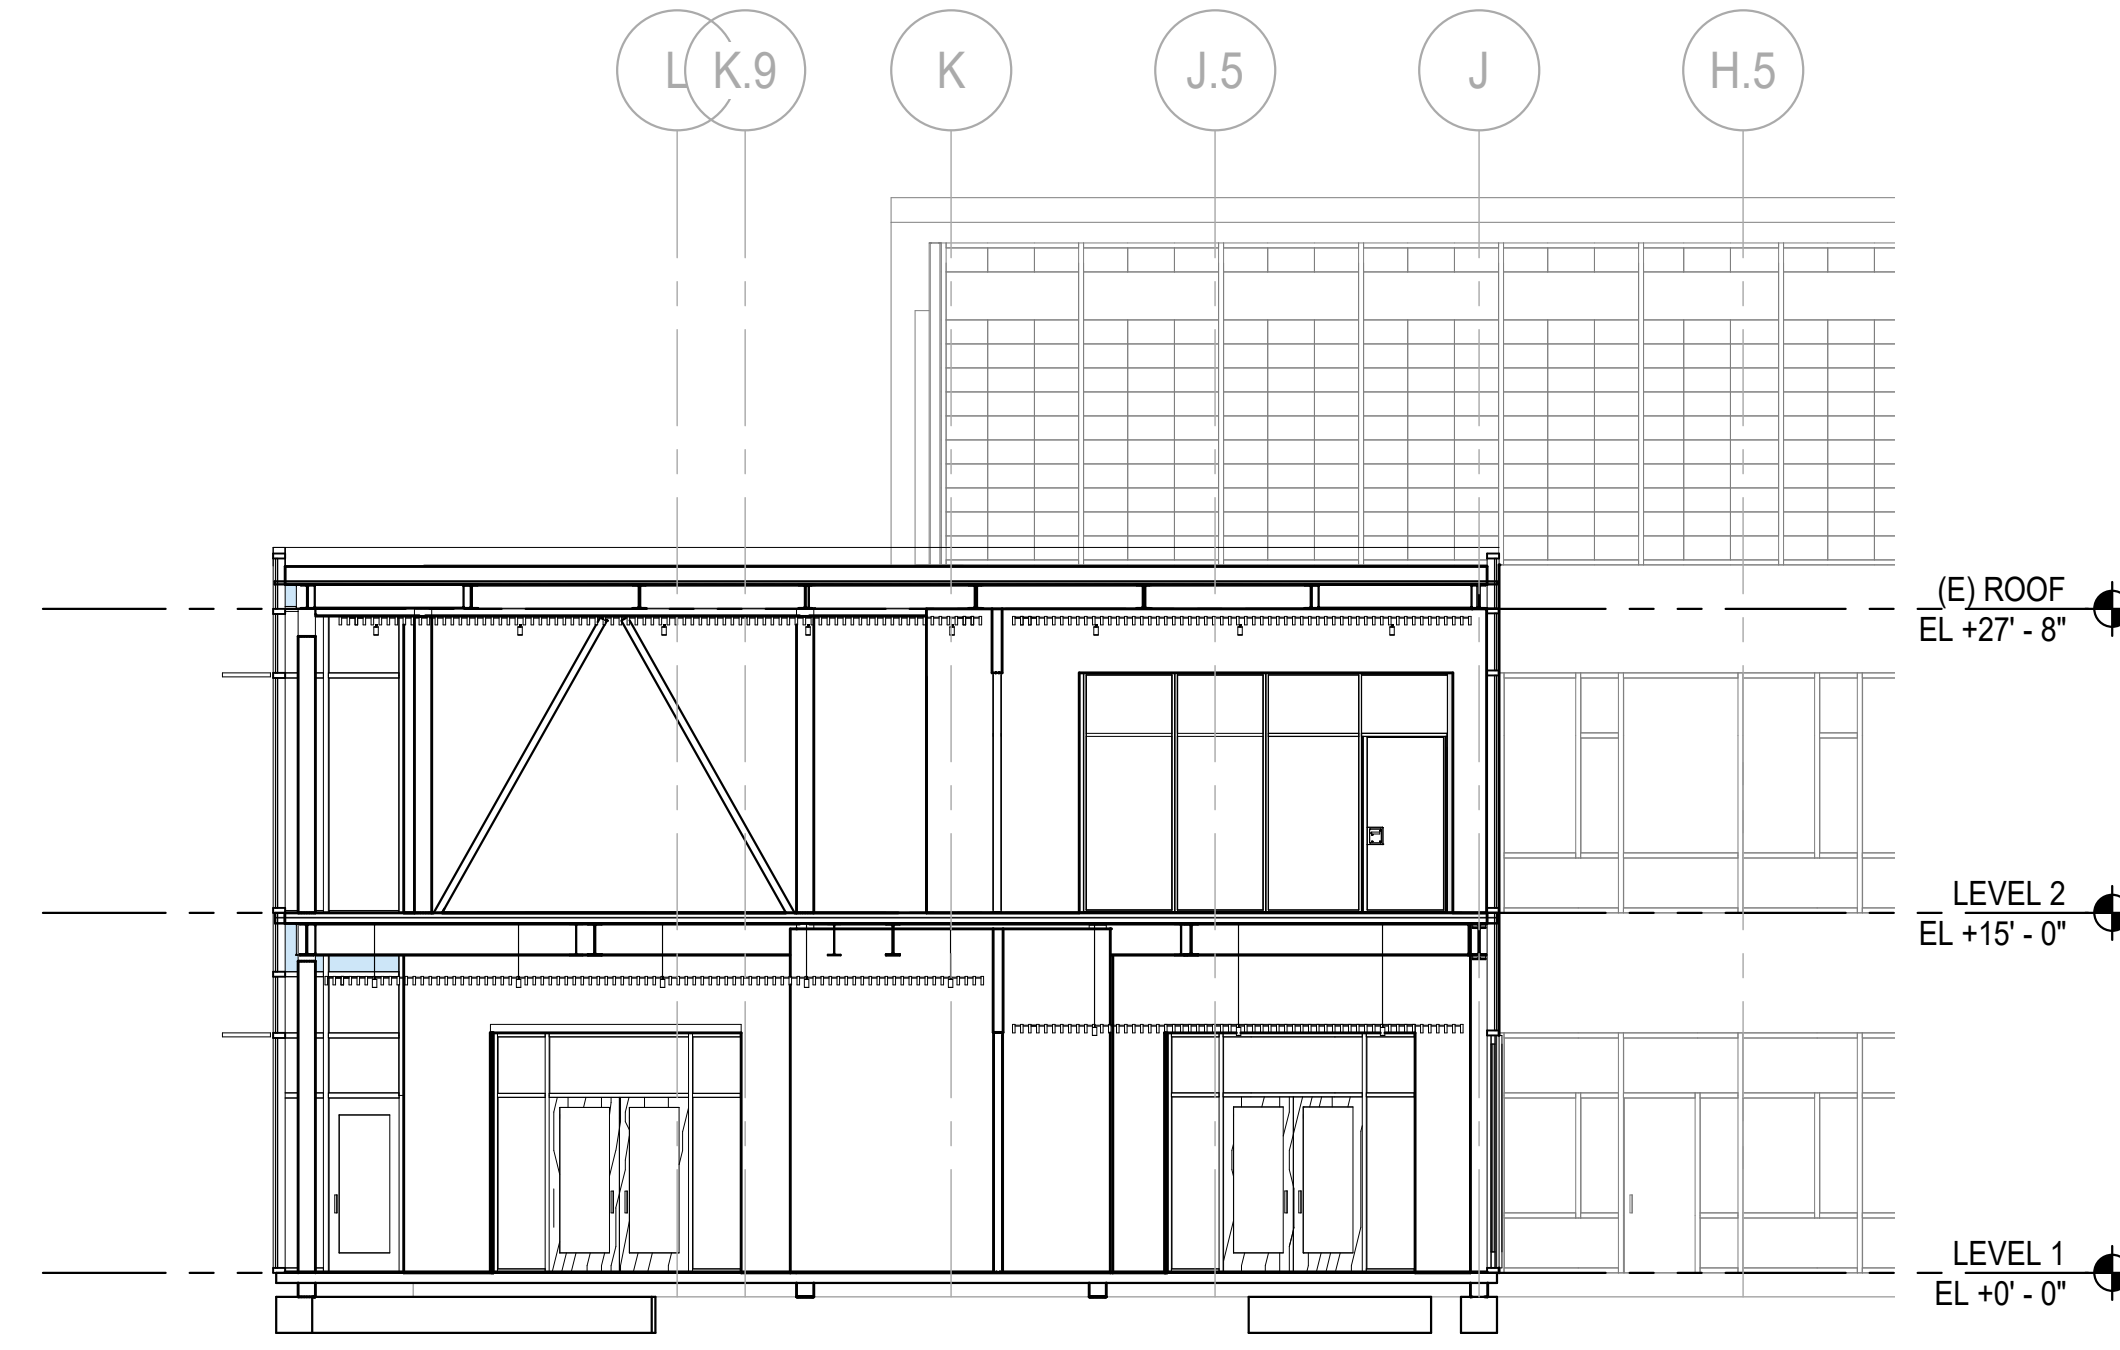 L
K.9
K
J.5
J
H.5
(E) ROOF
EL +27' - 8"
LEVEL 2
EL +15' - 0"
LEVEL 1
EL +0' - 0"